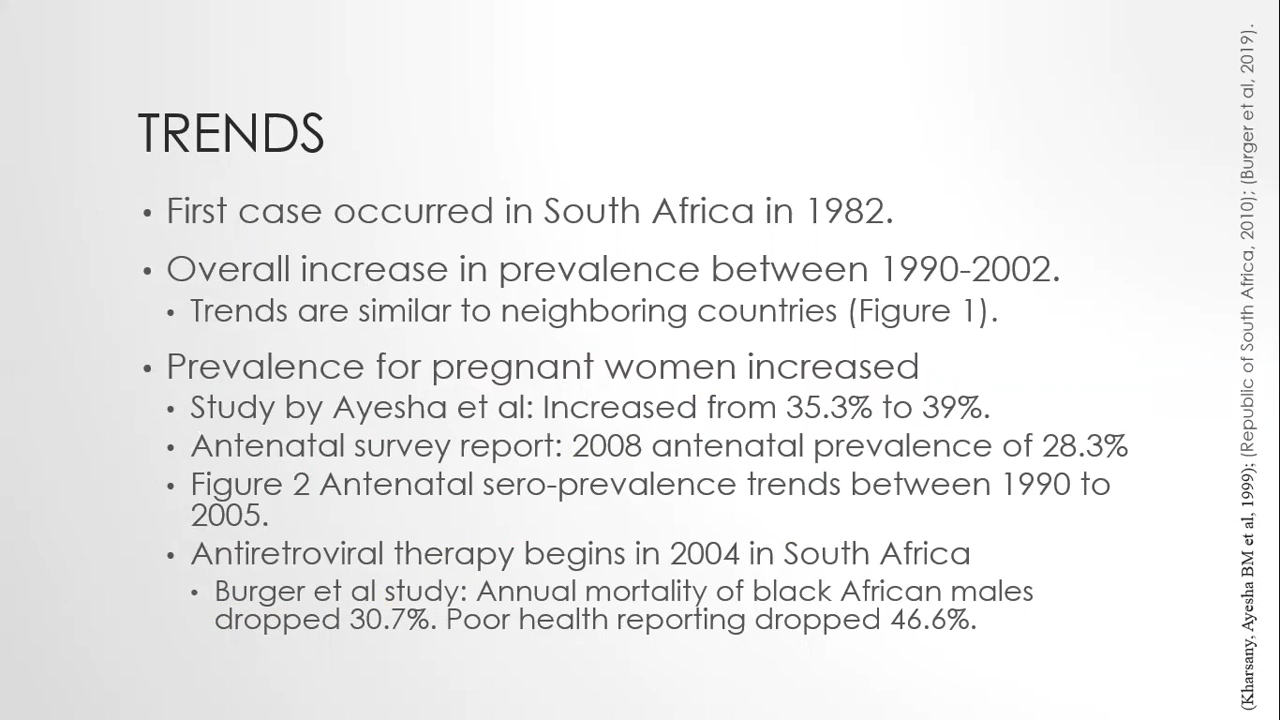 TRENDS
• First case occurred in South Africa in 1982.
• Overall increase in prevalence between 1990-2002.
• Trends are similar to neighboring countries (Figure 1).
• Prevalence for pregnant women increased
• Study by Ayesha et al: Increased from 35.3% to 39%.
• Antenatal survey report: 2008 antenatal prevalence of 28.3%
• Figure 2 Antenatal sero-prevalence trends between 1990 to
2005.
• Antiretroviral therapy begins in 2004 in South Africa
• Burger et al study: Annual mortality of black African males
dropped 30.7%. Poor health reporting dropped 46.6%.
(Kharsany, Ayesha BM et al, 1999); (Republic of South Africa, 2010); (Burger et al, 2019).